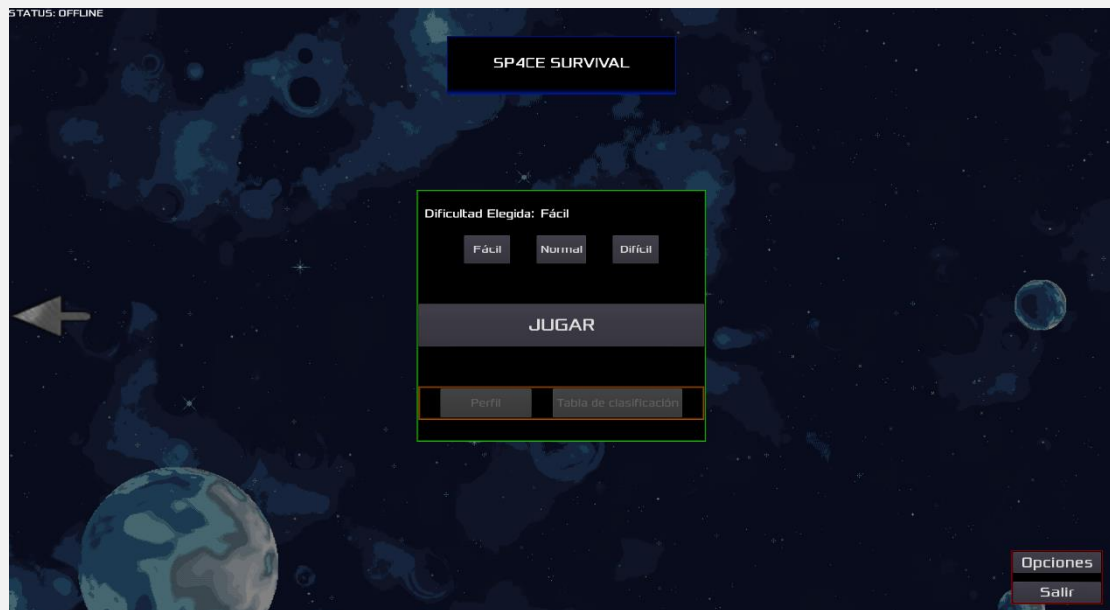 STATUS: OFFLINE
SP4CE SURVIVAL
Dificultad Elegida: Fácil
Fácil Normal Difícil
JUGAR
Perfil Tabla de clasificación
Opciones
Salir